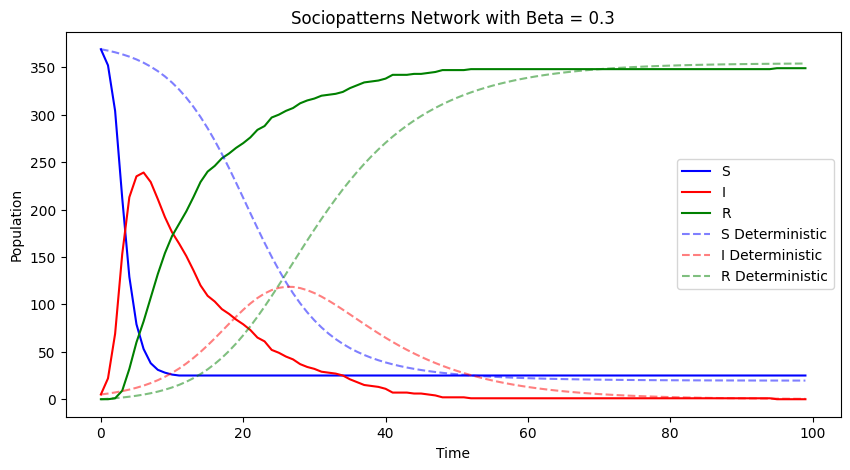 Sociopatterns Network with Beta = 0.3
Population
350
300
250
200
150
100
50
0
S
I
R
S Deterministic
I Deterministic
R Deterministic
0 20 40 60 80 100
Time